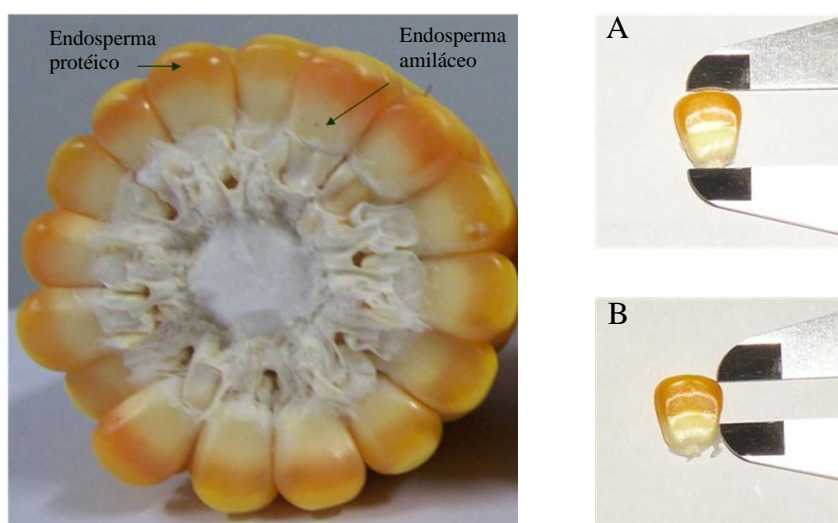 Endosperma
protéico
Endosperma
amiláceo
A
B